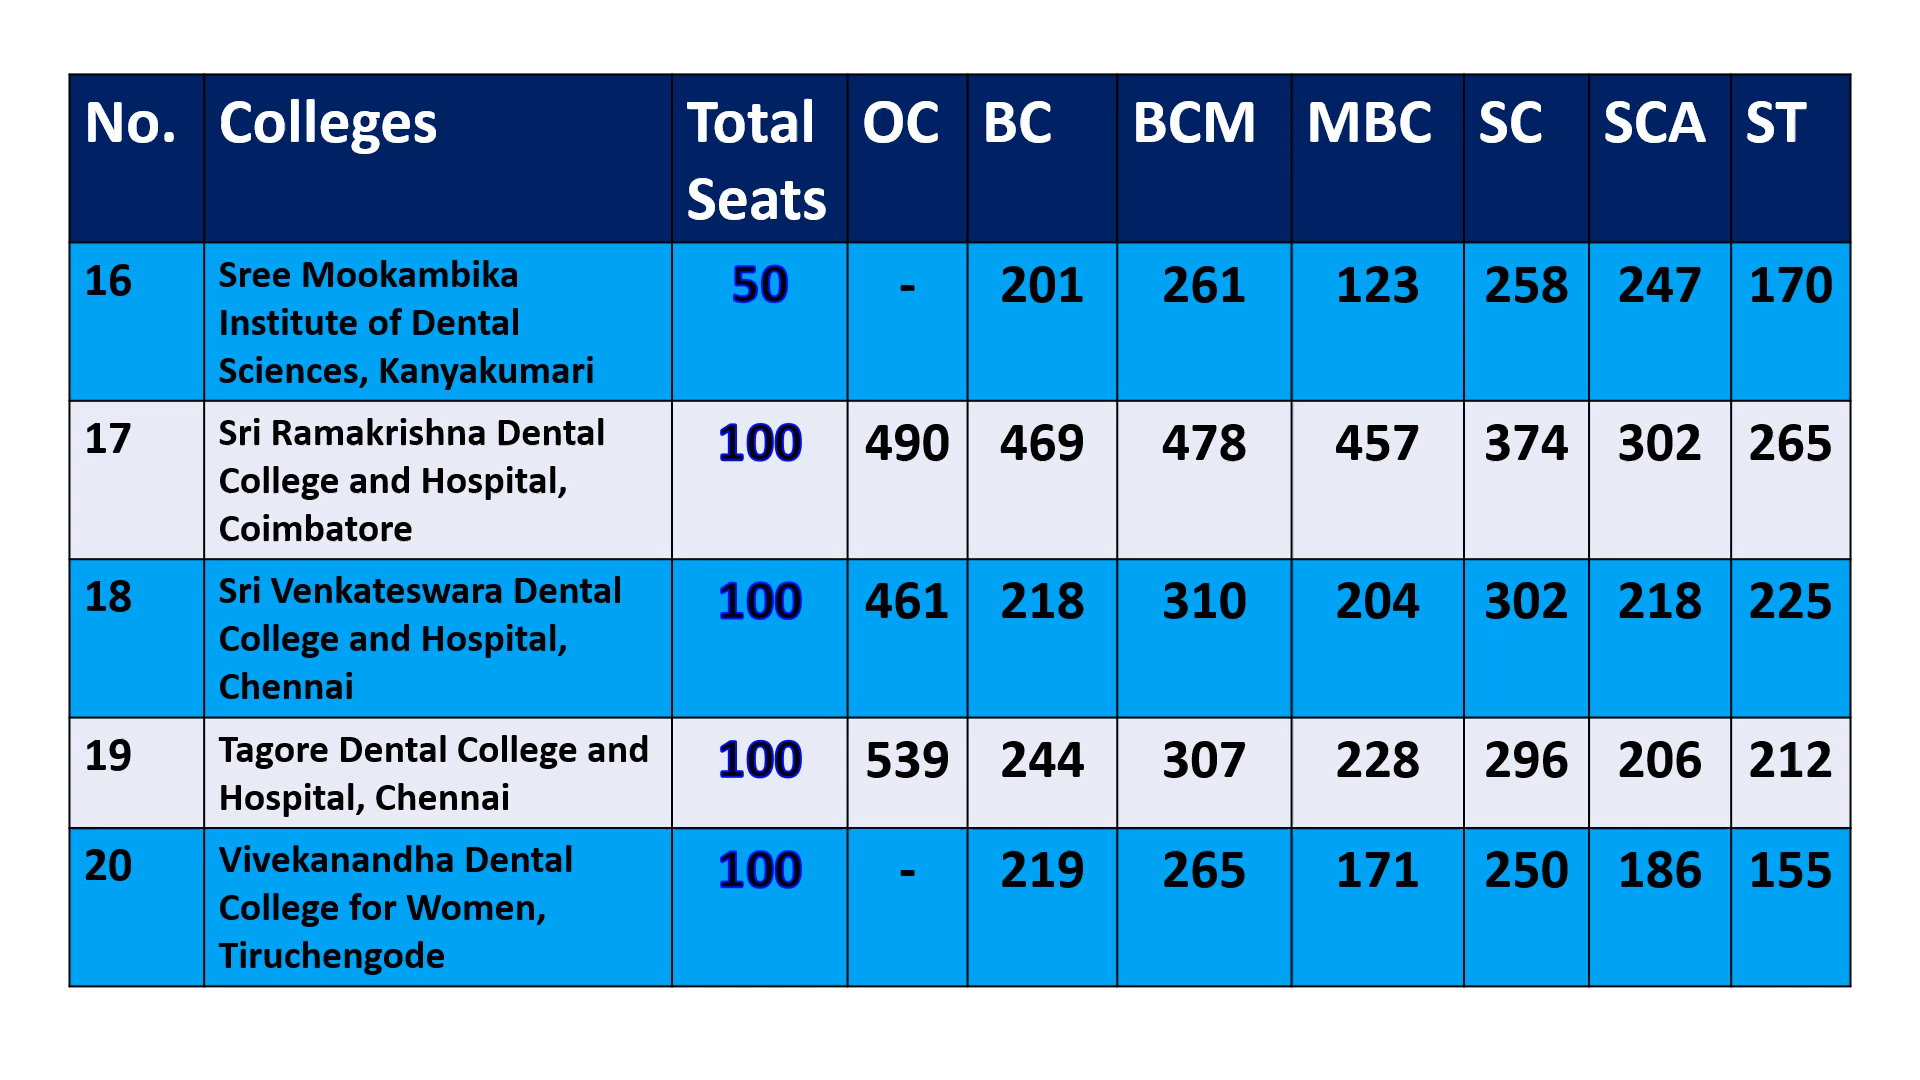 No. Colleges Total Seats OC BC BCM MBC SC SCA ST
16 Sree Mookambika 50 - 201 261 123 258 247 170
Institute of Dental
Sciences, Kanyakumari
17 Sri Ramakrishna Dental 100 490 469 478 457 374 302 265
College and Hospital,
Coimbatore
18 Sri Venkateswara Dental 100 461 218 310 204 302 218 225
College and Hospital,
Chennai
19 Tagore Dental College and 100 539 244 307 228 296 206 212
Hospital, Chennai
20 Vivekanandha Dental 100 - 219 265 171 250 186 155
College for Women,
Tiruchengode